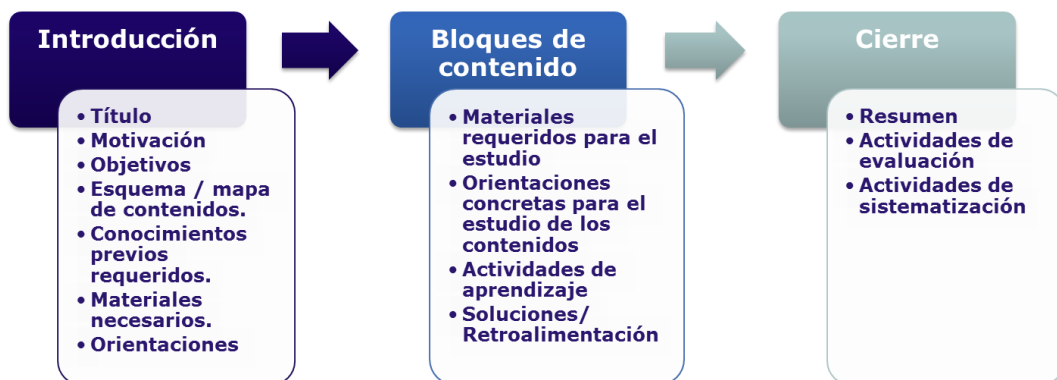 Introducción
• Título
• Motivación
• Objetivos
• Esquema / mapa
de contenidos.
• Conocimientos
previos
requeridos.
• Materiales
necesarios.
• Orientaciones
Bloques de
contenido
• Materiales
requeridos para el
estudio
• Orientaciones
concretas para el
estudio de los
contenidos
• Actividades de
aprendizaje
• Soluciones/
Retroalimentación
Cierre
• Resumen
• Actividades de
evaluación
• Actividades de
sistematización